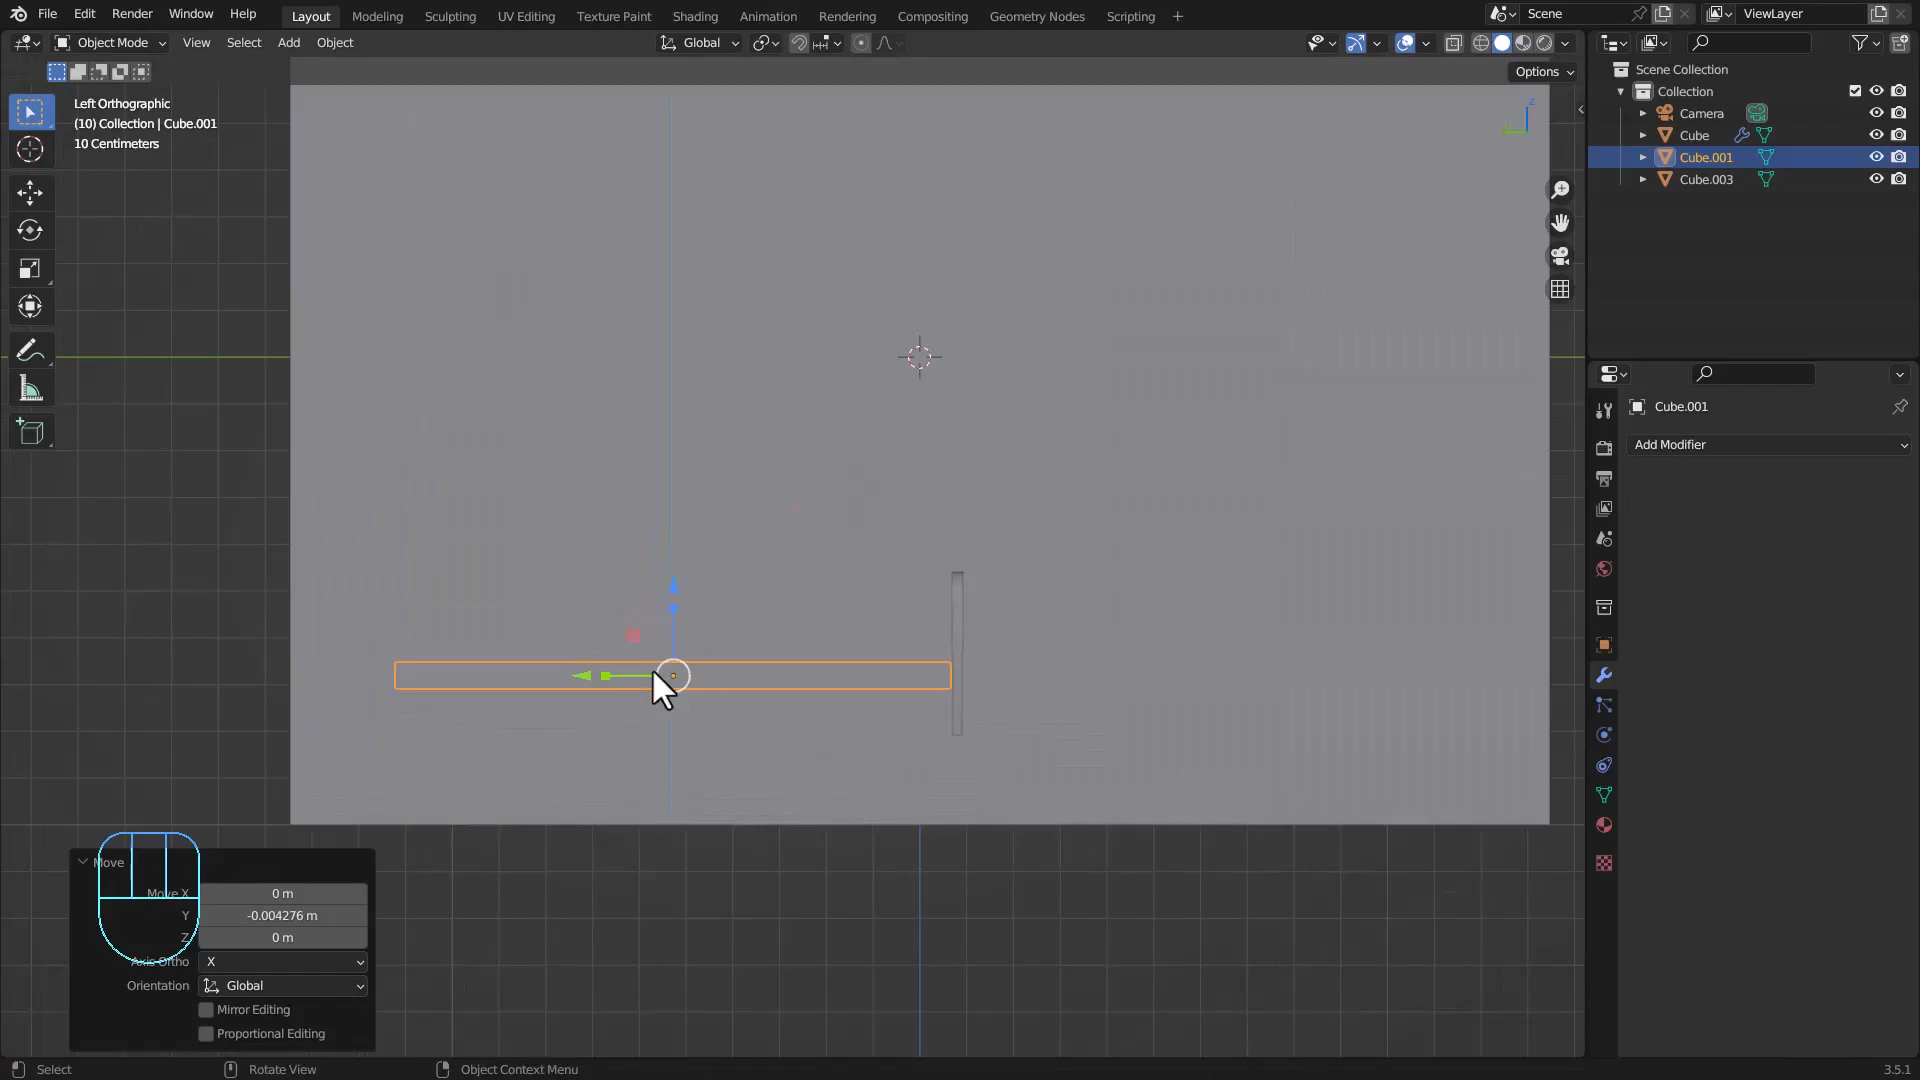 File Edit Render Window Help
Layout Modeling Sculpting UV Editing Texture Paint Shading Animation Rendering Compositing Geometry Nodes Scripting +
Scene
ViewLayer
Object Mode View Select Add Object
Global
Options
Left Orthographic
(10) Collection | Cube.001
10 Centimeters
z
Scene Collection
Collection
Camera
Cube
Cube.001
Cube.003
Cube.001
Add Modifier
Move
Move X 0 m
Y -0.004276 m
Z 0 m
Axis Ortho X
Orientation Global
Mirror Editing
Proportional Editing
Select Rotate View Object Context Menu 3.5.1